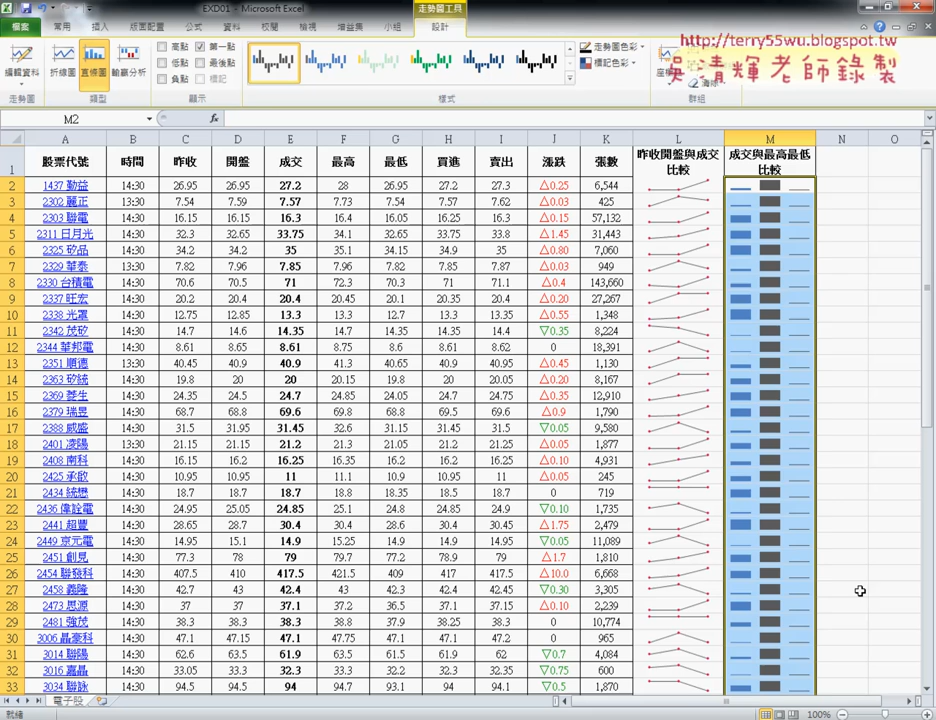 EXD01 - Microsoft Excel
走勢圖工具
檔案 常用 插入 版面配置 公式 資料 校閱 檢視 增益集 小組 設計
http://terry55wu.blogspot.tw
吳清輝老師錄製
編輯資料 折線圖 直條圖 輸贏分析
高點 第一點
低點 最後點
負點 標記
走勢圖色彩
標記色彩
清除
走勢圖 類型 顯示 樣式 群組
M2 fx
A B C D E F G H I J K L M N O
1 股票代號 時間 昨收 開盤 成交 最高 最低 買進 賣出 漲跌 張數 昨收開盤與成交比較 成交與最高最低比較
2 1437 勤益 14:30 26.95 26.95 27.2 28 26.95 27.2 27.3 △0.25 6,544
3 2302 麗正 13:30 7.54 7.59 7.57 7.73 7.54 7.57 7.62 △0.03 425
4 2303 聯電 14:30 16.15 16.15 16.3 16.4 16.05 16.25 16.3 △0.15 57,132
5 2311 日月光 14:30 32.3 32.65 33.75 34.1 32.65 33.75 33.8 △1.45 31,443
6 2325 矽品 14:30 34.2 34.2 35 35.1 34.15 34.9 35 △0.80 14,642
7 2329 華泰 13:30 7.82 7.96 7.85 7.96 7.82 7.85 7.87 △0.03 949
8 2330 台積電 14:30 70.6 70.5 71 72.3 70.3 71 71.1 △0.4 143,660
9 2337 旺宏 14:30 20.2 20.4 20.4 20.45 20.1 20.35 20.4 △0.20 27,267
10 2338 光罩 14:30 12.75 12.85 13.3 13.3 12.7 13.3 13.35 △0.55 1,348
11 2342 茂矽 14:30 14.7 14.6 14.35 14.7 14.35 14.35 14.4 ▽0.35 8,224
12 2344 華邦電 14:30 8.61 8.65 8.61 8.75 8.6 8.61 8.62 0 18,391
13 2351 順德 13:30 40.45 40.9 40.9 41.3 40.65 40.9 40.95 △0.45 1,130
14 2363 矽統 14:30 19.8 20 20 20.15 19.8 20 20.05 △0.20 8,167
15 2369 菱生 14:30 24.35 24.5 24.7 24.85 24.05 24.7 24.75 △0.35 12,910
16 2379 瑞昱 14:30 68.7 68.8 69.6 69.6 68.8 69.5 69.6 △0.9 1,790
17 2388 威盛 14:30 31.5 31.95 31.45 32.6 31.15 31.45 31.5 ▽0.05 9,580
18 2401 凌陽 13:30 21.15 21.15 21.2 21.3 21.05 21.2 21.25 △0.05 1,877
19 2408 南科 14:30 16.15 16.2 16.25 16.35 16.2 16.2 16.25 △0.10 4,931
20 2425 承啟 14:30 10.95 10.95 11 11.1 10.9 10.95 11 △0.05 245
21 2434 統懋 14:30 18.7 18.7 18.7 18.8 18.35 18.5 18.7 0 719
22 2436 偉詮電 14:30 24.95 25.05 24.85 25.1 24.8 24.85 24.9 ▽0.10 1,735
23 2441 超豐 14:30 28.65 28.7 30.4 30.4 28.6 30.4 30.45 △1.75 2,479
24 2449 京元電 14:30 14.95 15.1 14.9 15.25 14.9 14.9 14.95 ▽0.05 11,089
25 2451 創見 14:30 77.3 78 79 79.7 77.2 78.9 79 △1.7 1,810
26 2454 聯發科 14:30 407.5 410 417.5 421.5 409 417 417.5 △10.0 6,668
27 2458 義隆 14:30 42.7 43 42.4 43 42.3 42.4 42.45 ▽0.30 3,305
28 2473 思源 14:30 37 37 37.1 37.2 36.5 37.1 37.15 △0.10 2,239
29 2481 強茂 14:30 38.3 38.3 38.3 38.8 37.9 38.25 38.3 0 10,774
30 3006 晶豪科 14:30 47.1 47.15 47.1 47.75 47.1 47.1 47.2 0 965
31 3014 聯陽 14:30 62.6 63.5 61.9 63.5 61.5 61.9 62 ▽0.7 4,084
32 3016 嘉晶 14:30 33.05 33.3 32.3 33.3 32.2 32.3 32.35 ▽0.75 600
33 3034 聯詠 14:30 94.5 94.5 94 94.7 93.1 94 94.1 ▽0.5 1,870
電子股
就緒 100%